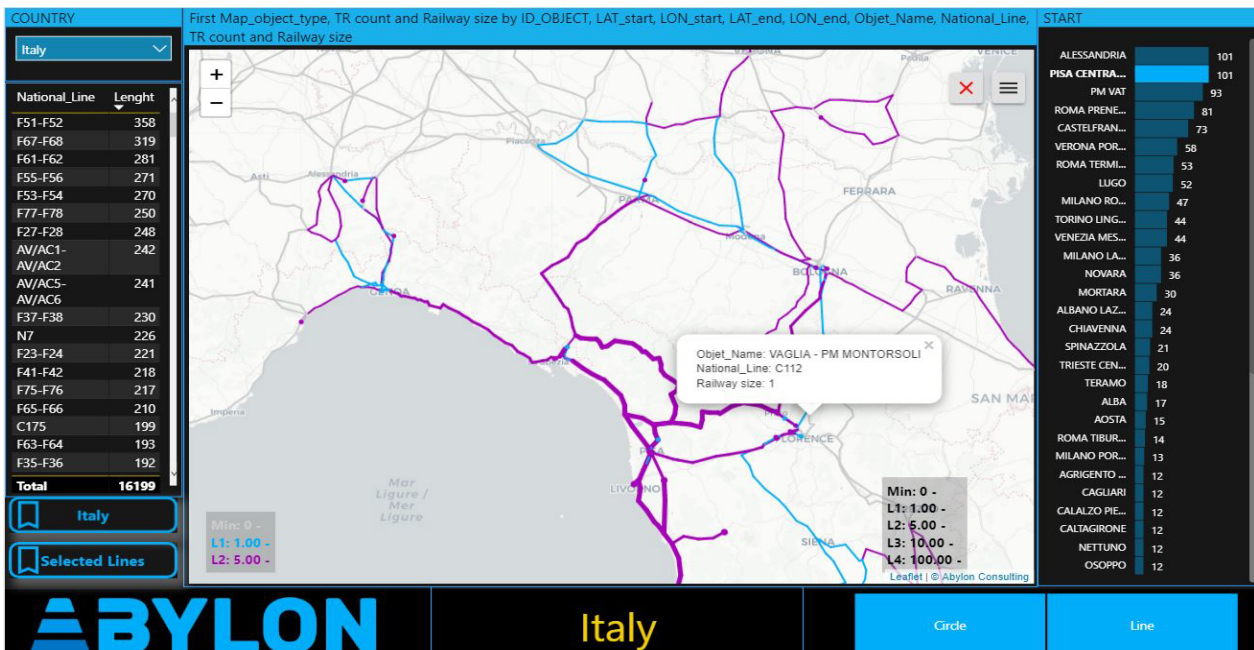 COUNTRY
Italy
National_Line Lenght
F51-F52 358
F67-F68 319
F61-F62 281
F55-F56 271
F53-F54 270
F77-F78 250
F27-F28 248
AV/AC1- 242
AV/AC2
AV/AC5- 241
AV/AC6
F37-F38 230
N7 226
F23-F24 221
F41-F42 218
F75-F76 217
F65-F66 210
C175 199
F63-F64 193
F35-F36 192
Total 16199
Italy
Selected Lines
First Map_object_type, TR count and Railway size by ID_OBJECT, LAT_start, LON_start, LAT_end, LON_end, Objet_Name, National_Line,
TR count and Railway size
+
−
VENICE
Padua
Piacenza
Asti
Alessandria
PARMA
FERRARA
Modena
BOLOGNA
GENOA
RAVENNA
Objet_Name: VAGLIA - PM MONTORSOLI
National_Line: C112
Railway size: 1
×
SAN MAR
Imperia
FLORENCE
PISA
LIVORNO
Mar
Ligure /
Mer
Ligure
SIENA
Min: 0 -
L1: 1.00 -
L2: 5.00 -
Min: 0 -
L1: 1.00 -
L2: 5.00 -
L3: 10.00 -
L4: 100.00 -
Leaflet | © Abylon Consulting
START
ALESSANDRIA 101
PISA CENTRA... 101
PM VAT 93
ROMA PRENE... 81
CASTELFRAN... 73
VERONA POR... 58
ROMA TERMI... 53
LUGO 52
MILANO RO... 47
TORINO LING... 44
VENEZIA MES... 44
MILANO LA... 36
NOVARA 36
MORTARA 30
ALBANO LAZ... 24
CHIAVENNA 24
SPINAZZOLA 21
TRIESTE CEN... 20
TERAMO 18
ALBA 17
AOSTA 15
ROMA TIBUR... 14
MILANO POR... 13
AGRIGENTO ... 12
CAGLIARI 12
CALALZO PIE... 12
CALTAGIRONE 12
NETTUNO 12
OSOPPO 12
ABYLON
Italy
Circle
Line